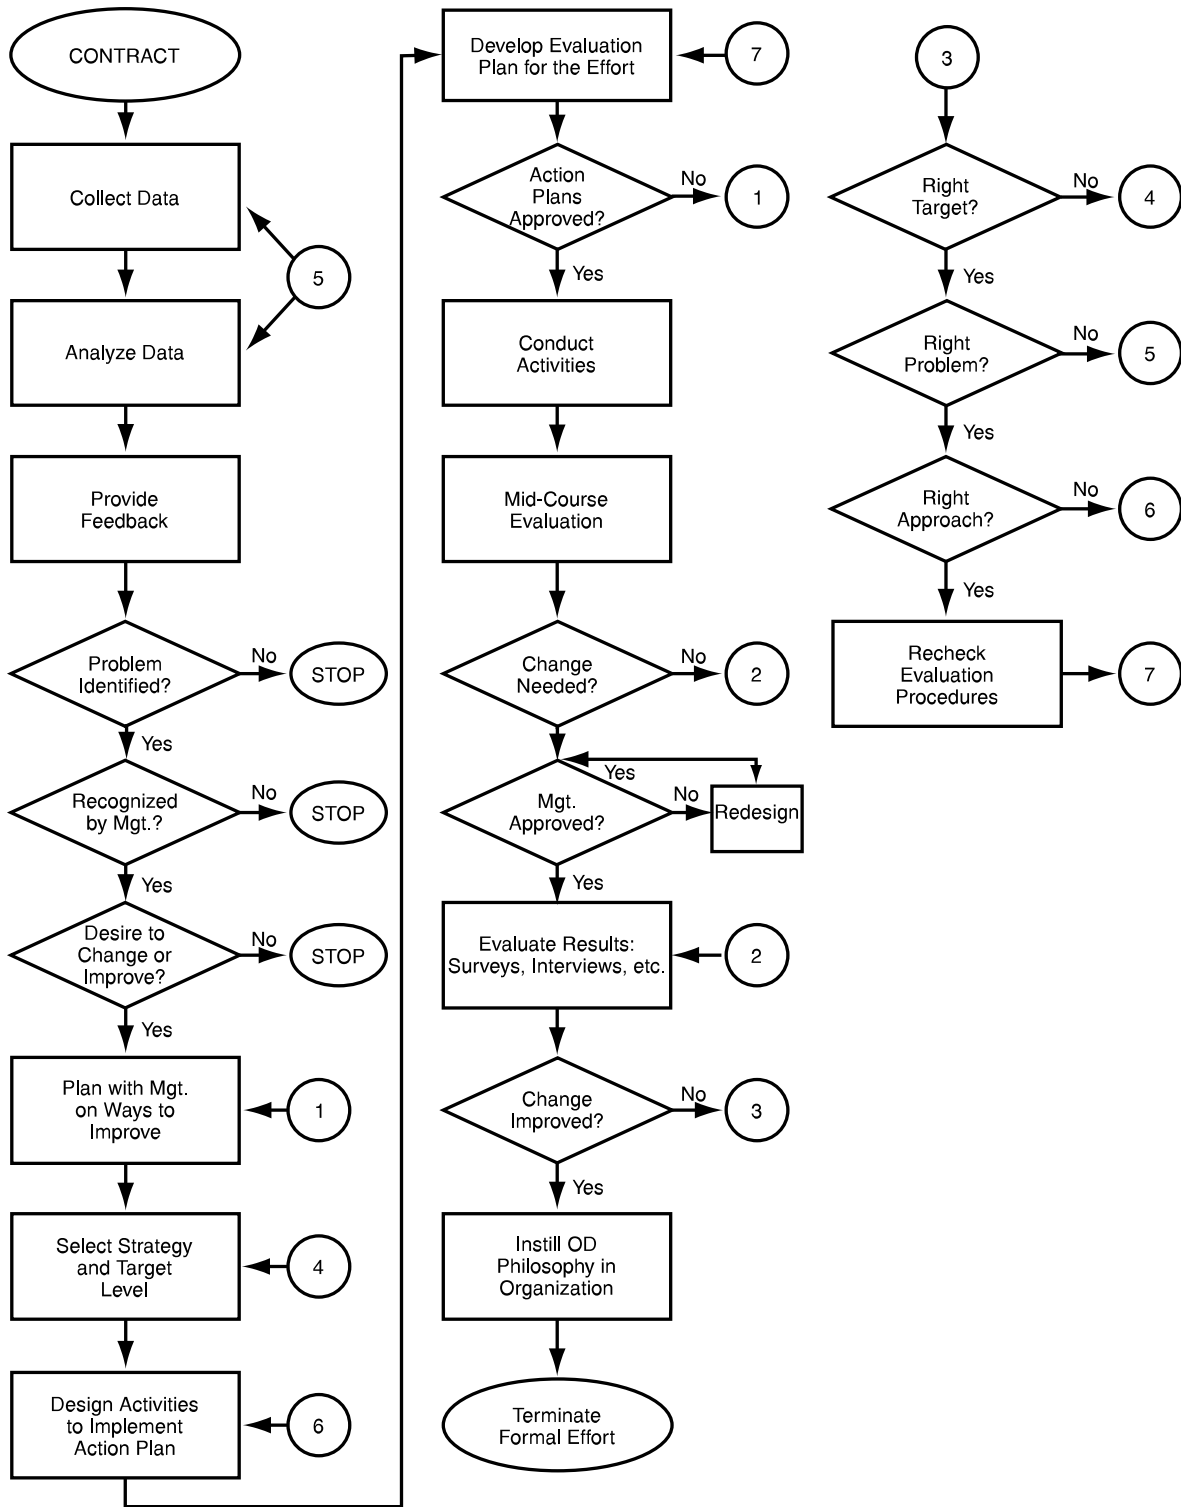 CONTRACT
Collect Data
5
Analyze Data
Provide
Feedback
Problem
Identified?
No
STOP
Yes
Recognized
by Mgt.?
No
STOP
Yes
Desire to
Change or
Improve?
No
STOP
Yes
Plan with Mgt.
on Ways to
Improve
1
Select Strategy
and Target
Level
4
Design Activities
to Implement
Action Plan
6
Develop Evaluation
Plan for the Effort
7
Action
Plans
Approved?
No
1
Yes
Conduct
Activities
Mid-Course
Evaluation
Change
Needed?
No
2
Yes
Mgt.
Approved?
No
Redesign
Yes
Evaluate Results:
Surveys, Interviews, etc.
2
Change
Improved?
No
3
Yes
Instill OD
Philosophy in
Organization
Terminate
Formal Effort
3
Right
Target?
No
4
Yes
Right
Problem?
No
5
Yes
Right
Approach?
No
6
Yes
Recheck
Evaluation
Procedures
7